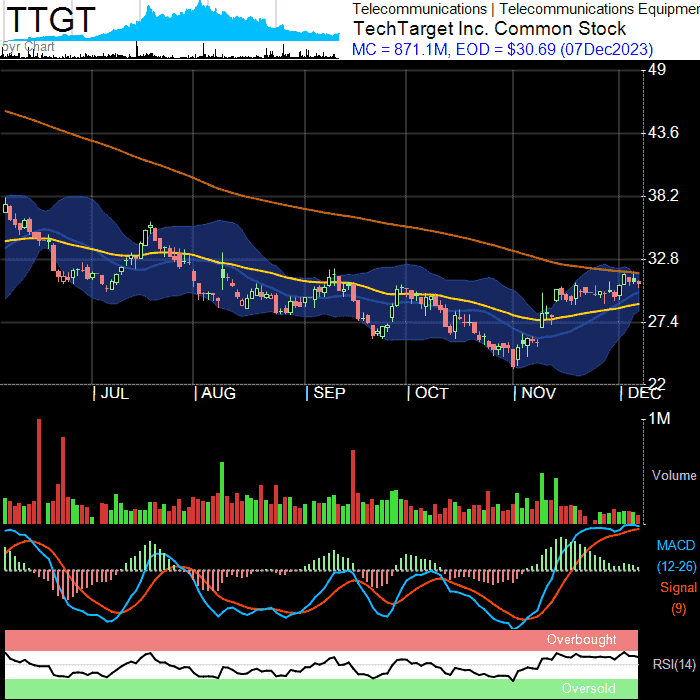 TTGT
5yr Chart
Telecommunications | Telecommunications Equipmen
TechTarget Inc. Common Stock
MC = 871.1M, EOD = $30.69 (07Dec2023)
49
43.6
38.2
32.8
27.4
22
| JUL
| AUG
| SEP
| OCT
| NOV
| DEC
1M
Volume
MACD
(12-26)
Signal
(9)
Overbought
RSI(14)
Oversold